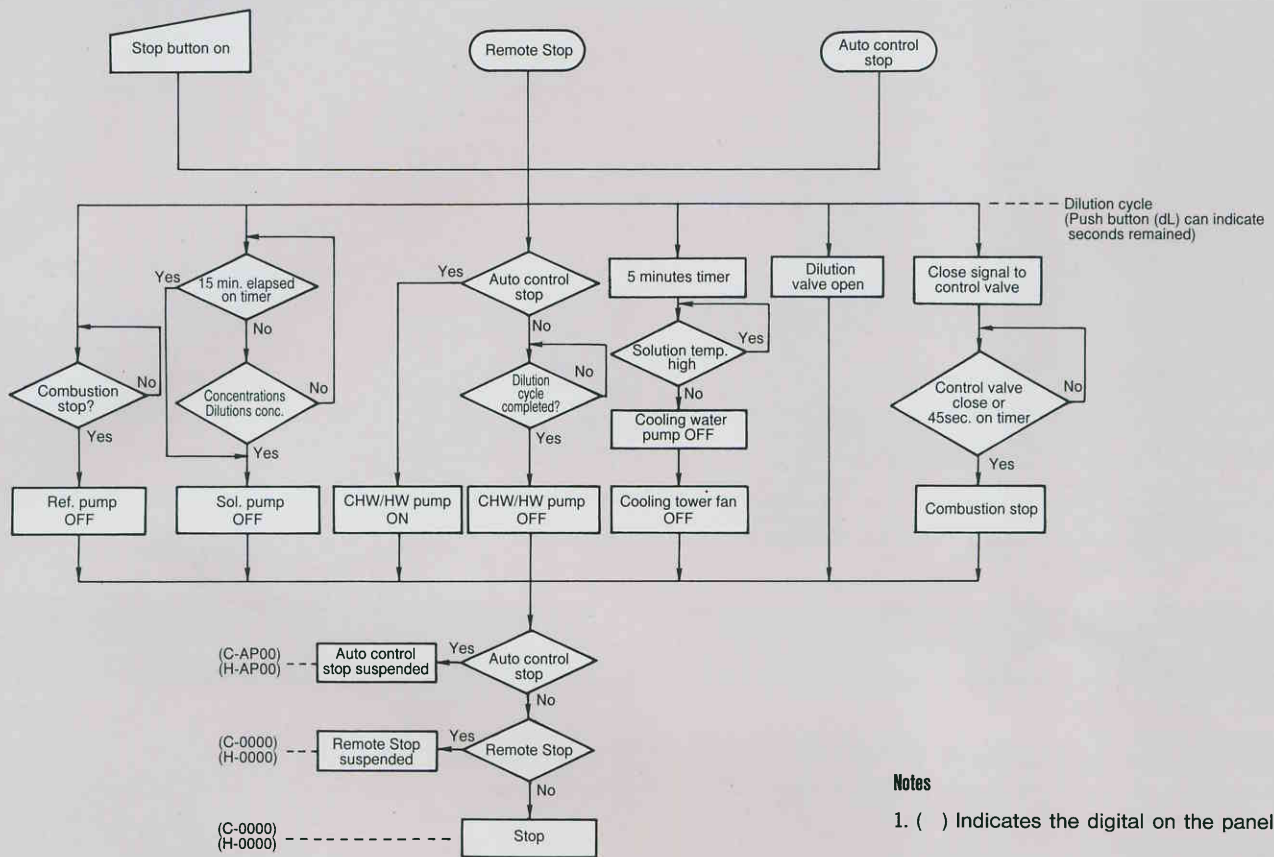 Stop button on
Remote Stop
Auto control
stop
Dilution cycle
(Push button (dL) can indicate
seconds remained)
Yes
15 min. elapsed
on timer
No
Concentrations
Dilutions conc.
No
Yes
Combustion
stop?
No
Yes
Yes
Auto control
stop
No
Dilution
cycle
completed?
No
Yes
5 minutes timer
Solution temp.
high
Yes
No
Cooling water
pump OFF
Dilution
valve open
Close signal to
control valve
Control valve
close or
45sec. on timer
No
Yes
Ref. pump
OFF
Sol. pump
OFF
CHW/HW pump
ON
CHW/HW pump
OFF
Cooling tower fan
OFF
Combustion stop
(C-AP00)
(H-AP00)
Auto control
stop suspended
Yes
Auto control
stop
No
(C-0000)
(H-0000)
Remote Stop
suspended
Yes
Remote Stop
No
(C-0000)
(H-0000)
Stop
Notes
1. ( ) Indicates the digital on the panel